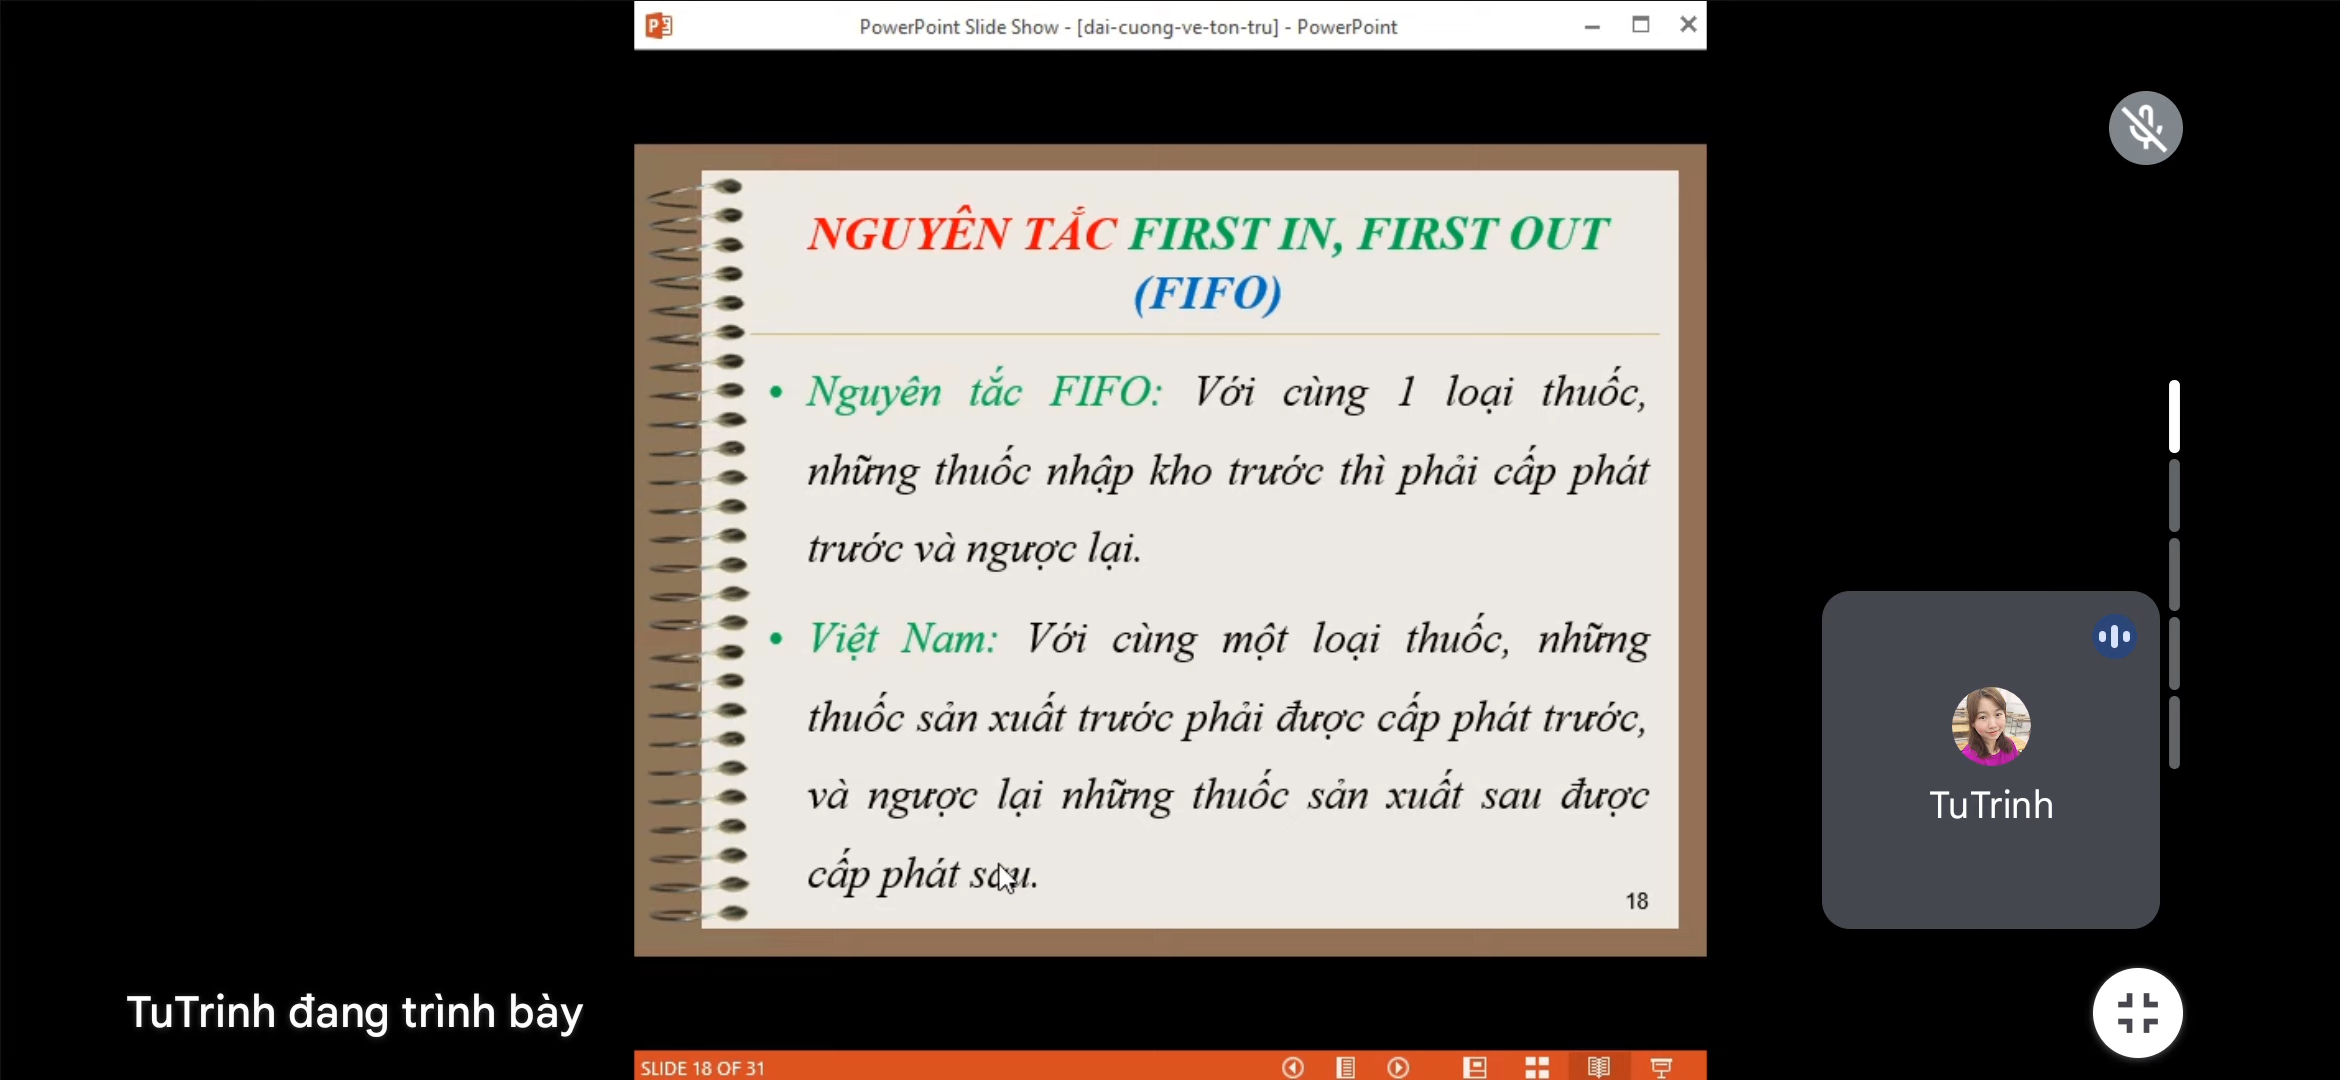 PowerPoint Slide Show - [dai-cuong-ve-ton-tru] - PowerPoint
NGUYÊN TẮC FIRST IN, FIRST OUT
(FIFO)
• Nguyên tắc FIFO: Với cùng 1 loại thuốc,
những thuốc nhập kho trước thì phải cấp phát
trước và ngược lại.
• Việt Nam: Với cùng một loại thuốc, những
thuốc sản xuất trước phải được cấp phát trước,
và ngược lại những thuốc sản xuất sau được
cấp phát sau.
18
TuTrinh
TuTrinh đang trình bày
SLIDE 18 OF 31